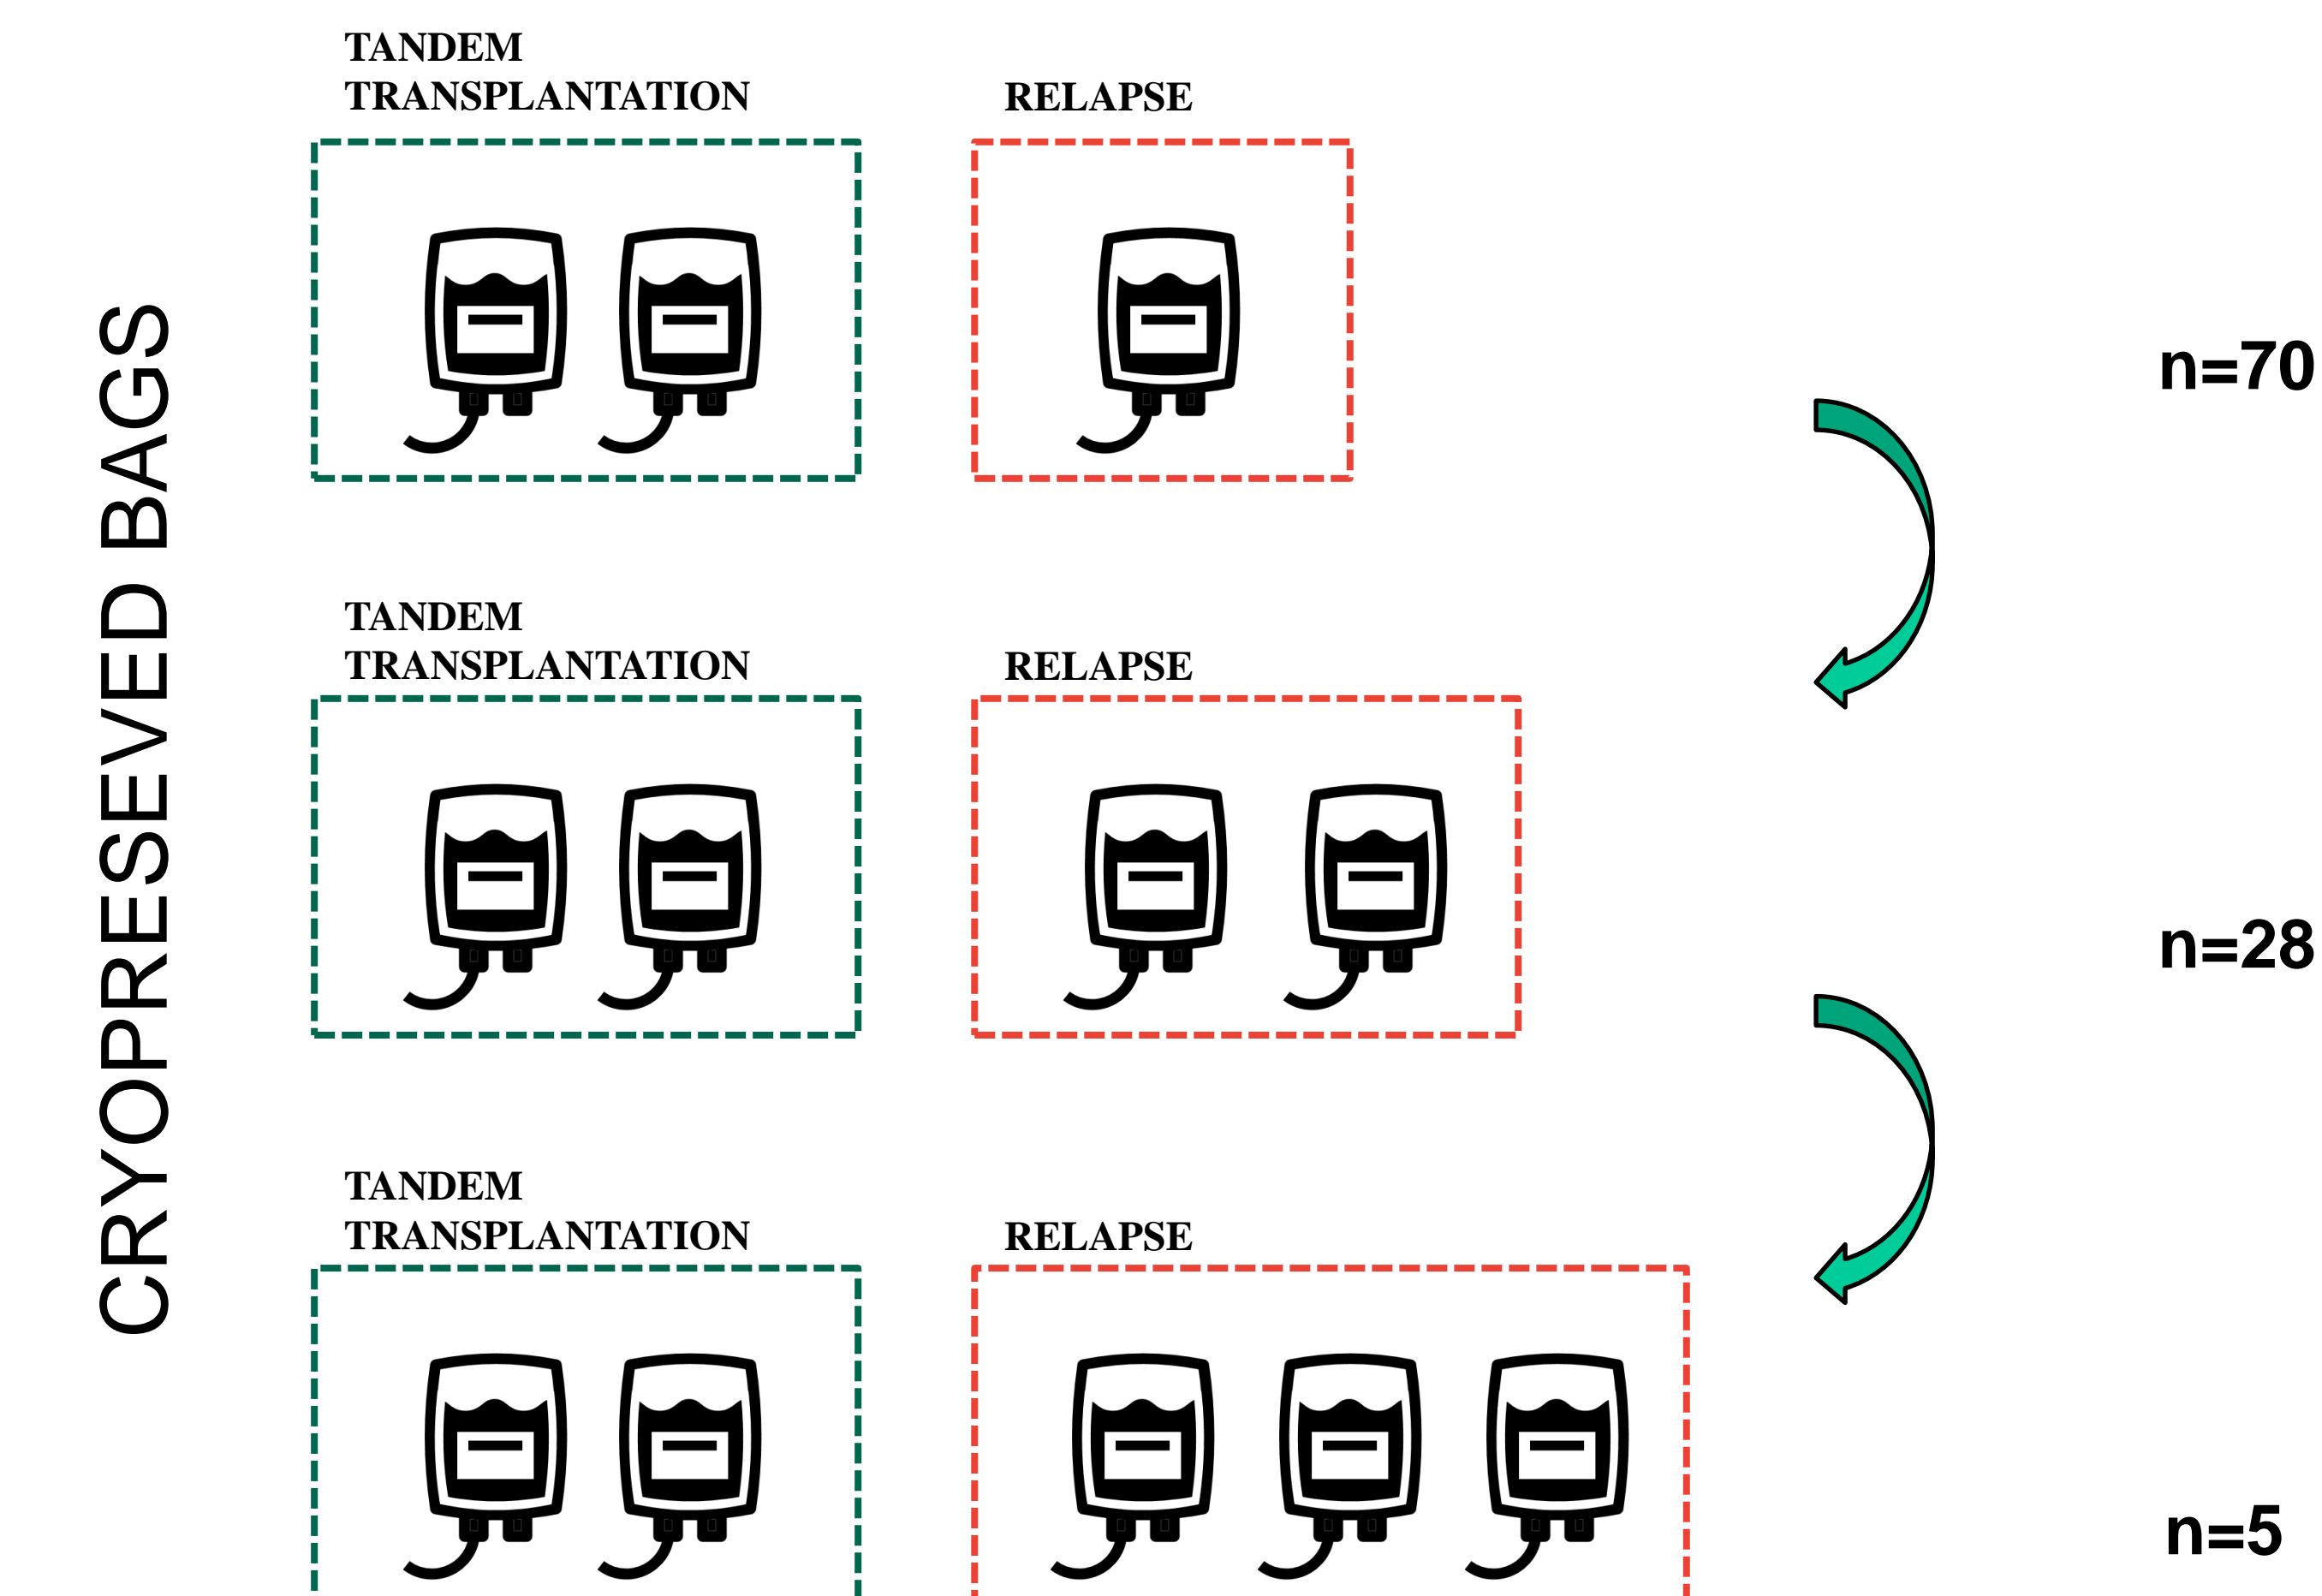 CRYOPRESEVED BAGS
TANDEM
TRANSPLANTATION
RELAPSE
n=70
TANDEM
TRANSPLANTATION
RELAPSE
n=28
TANDEM
TRANSPLANTATION
RELAPSE
n=5